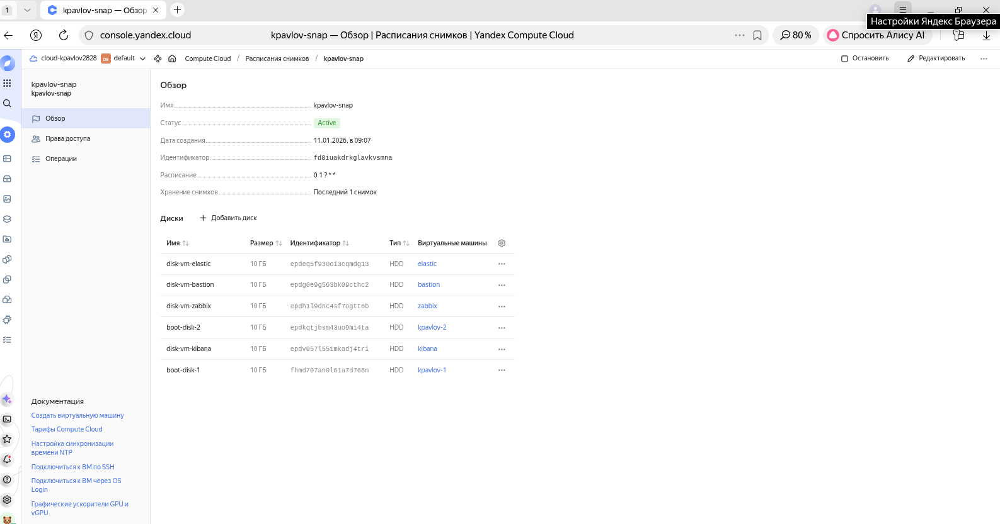 1
kpavlov-snap — Обзор
Настройки Яндекс Браузера
console.yandex.cloud
kpavlov-snap — Обзор | Расписания снимков | Yandex Compute Cloud
80 %
Спросить Алису AI
cloud-kpavlov2828
DE
default
Compute Cloud / Расписания снимков / kpavlov-snap
Остановить
Редактировать
kpavlov-snap
kpavlov-snap
Обзор
Права доступа
Операции
Обзор
Имя kpavlov-snap
Статус Active
Дата создания 11.01.2026, в 09:07
Идентификатор fd8iuakdrkglavkvsmna
Расписание 0 1 ? * *
Хранение снимков Последний 1 снимок
Диски
Добавить диск
Имя Размер Идентификатор Тип Виртуальные машины
disk-vm-elastic 10 ГБ epdeq5f930oi3cqmdg13 HDD elastic
disk-vm-bastion 10 ГБ epdg0e9g563bk09cthc2 HDD bastion
disk-vm-zabbix 10 ГБ epdh1l9dnc4sf7ogtt6b HDD zabbix
boot-disk-2 10 ГБ epdkqtjbsm43uo9mi4ta HDD kpavlov-2
disk-vm-kibana 10 ГБ epdv057l551mkadj4tri HDD kibana
boot-disk-1 10 ГБ fhmd707an0l61a7d766n HDD kpavlov-1
Документация
Создать виртуальную машину
Тарифы Compute Cloud
Настройка синхронизации
времени NTP
Подключиться к ВМ по SSH
Подключиться к ВМ через OS
Login
Графические ускорители GPU и
vGPU